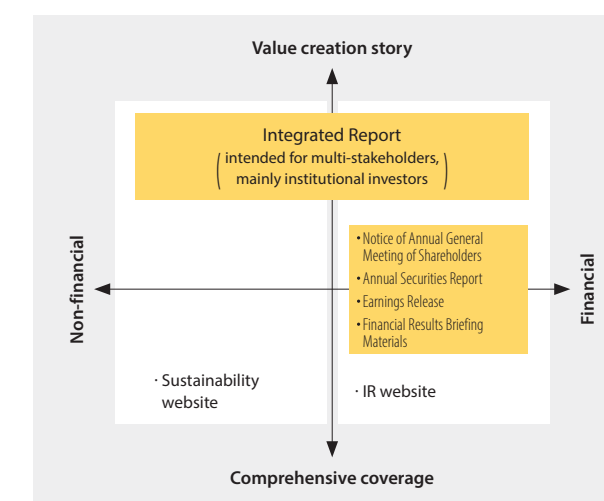 Value creation story
Integrated Report
(intended for multi-stakeholders,
mainly institutional investors)
• Notice of Annual General
Meeting of Shareholders
• Annual Securities Report
• Earnings Release
• Financial Results Briefing
Materials
Non-financial
Financial
· Sustainability
website
· IR website
Comprehensive coverage